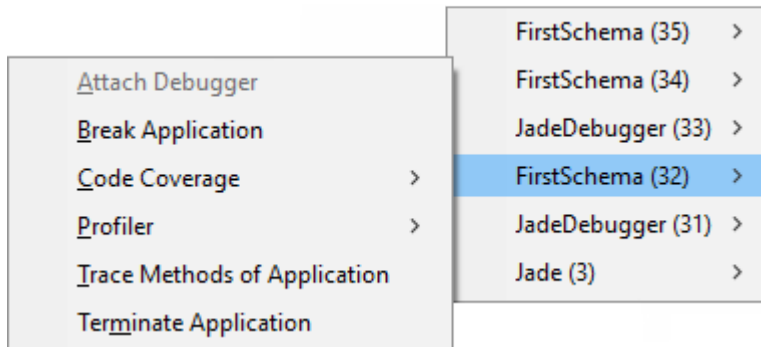 FirstSchema (35)
FirstSchema (34)
JadeDebugger (33)
FirstSchema (32)
JadeDebugger (31)
Jade (3)
Attach Debugger
Break Application
Code Coverage
Profiler
Trace Methods of Application
Terminate Application